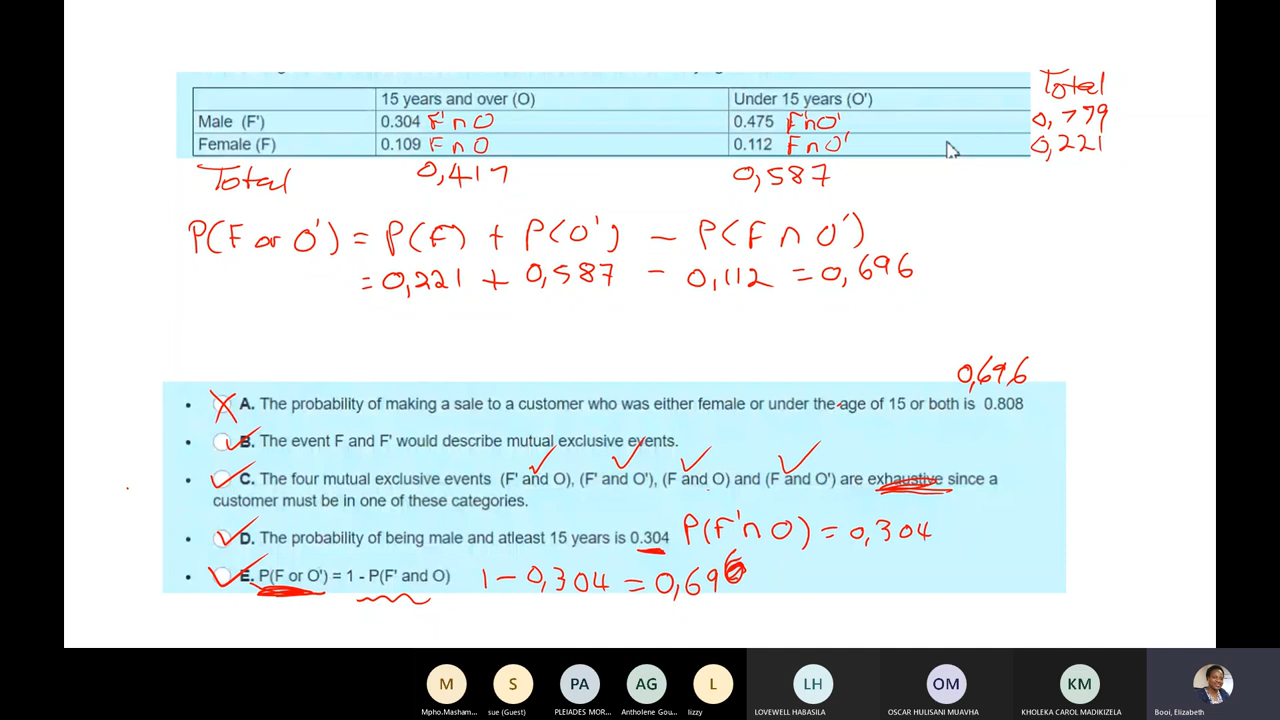 Total
15 years and over (O) Under 15 years (O')
Male (F') 0.304 F'∩O 0.475 F'∩O' 0,779
Female (F) 0.109 F∩O 0.112 F∩O' 0,221
Total 0,417 0,587
P(F or O') = P(F) + P(O') – P(F ∩ O')
= 0,221 + 0,587 – 0,112 = 0,696
0,696
• A. The probability of making a sale to a customer who was either female or under the age of 15 or both is 0.808
• B. The event F and F' would describe mutual exclusive events.
• C. The four mutual exclusive events (F' and O), (F' and O'), (F and O) and (F and O') are exhaustive since a
customer must be in one of these categories.
• D. The probability of being male and atleast 15 years is 0.304 P(F'∩O) = 0,304
• E. P(F or O') = 1 - P(F' and O) 1 – 0,304 = 0,696
M S PA AG L LH OM KM
Mpho.Masham... sue (Guest) PLEIADES MOR... Antholene Gou... lizzy LOVEWELL HABASILA OSCAR HULISANI MUAVHA KHOLEKA CAROL MADIKIZELA Booi, Elizabeth